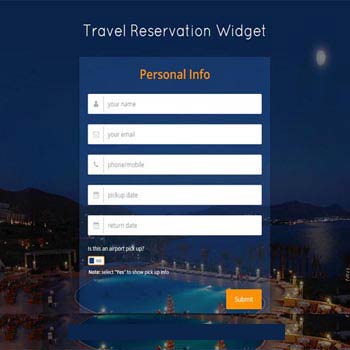 Travel Reservation Widget
Personal Info
your name
your email
phone/mobile
pickup date
return date
Is this an airport pick up?
Note: select "Yes" to show pick up info
Submit